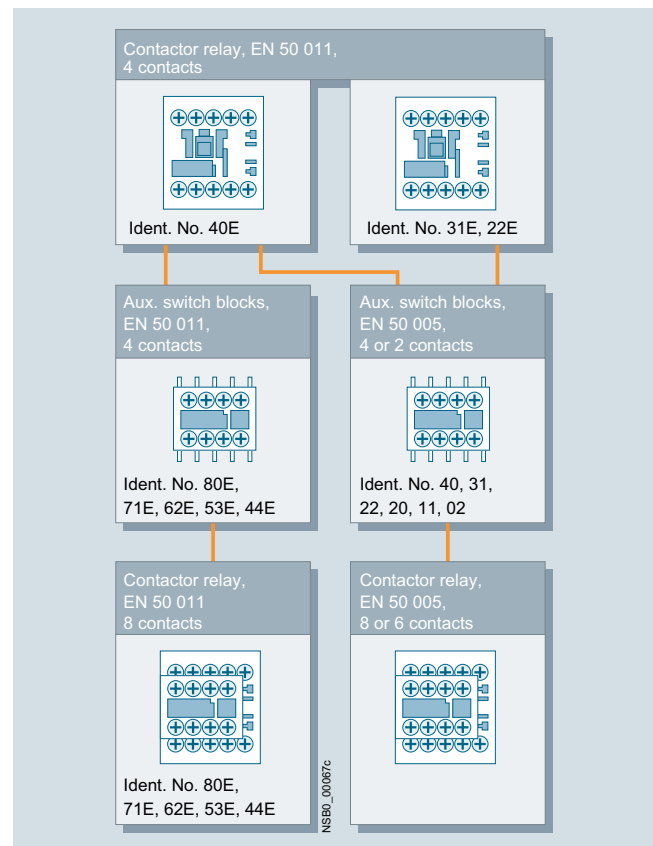 Contactor relay, EN 50 011,
4 contacts
Ident. No. 40E
Ident. No. 31E, 22E
Aux. switch blocks,
EN 50 011,
4 contacts
Aux. switch blocks,
EN 50 005,
4 or 2 contacts
Ident. No. 80E,
71E, 62E, 53E, 44E
Ident. No. 40, 31,
22, 20, 11, 02
Contactor relay,
EN 50 011
8 contacts
Contactor relay,
EN 50 005,
8 or 6 contacts
Ident. No. 80E,
71E, 62E, 53E, 44E
NSB0_00067c